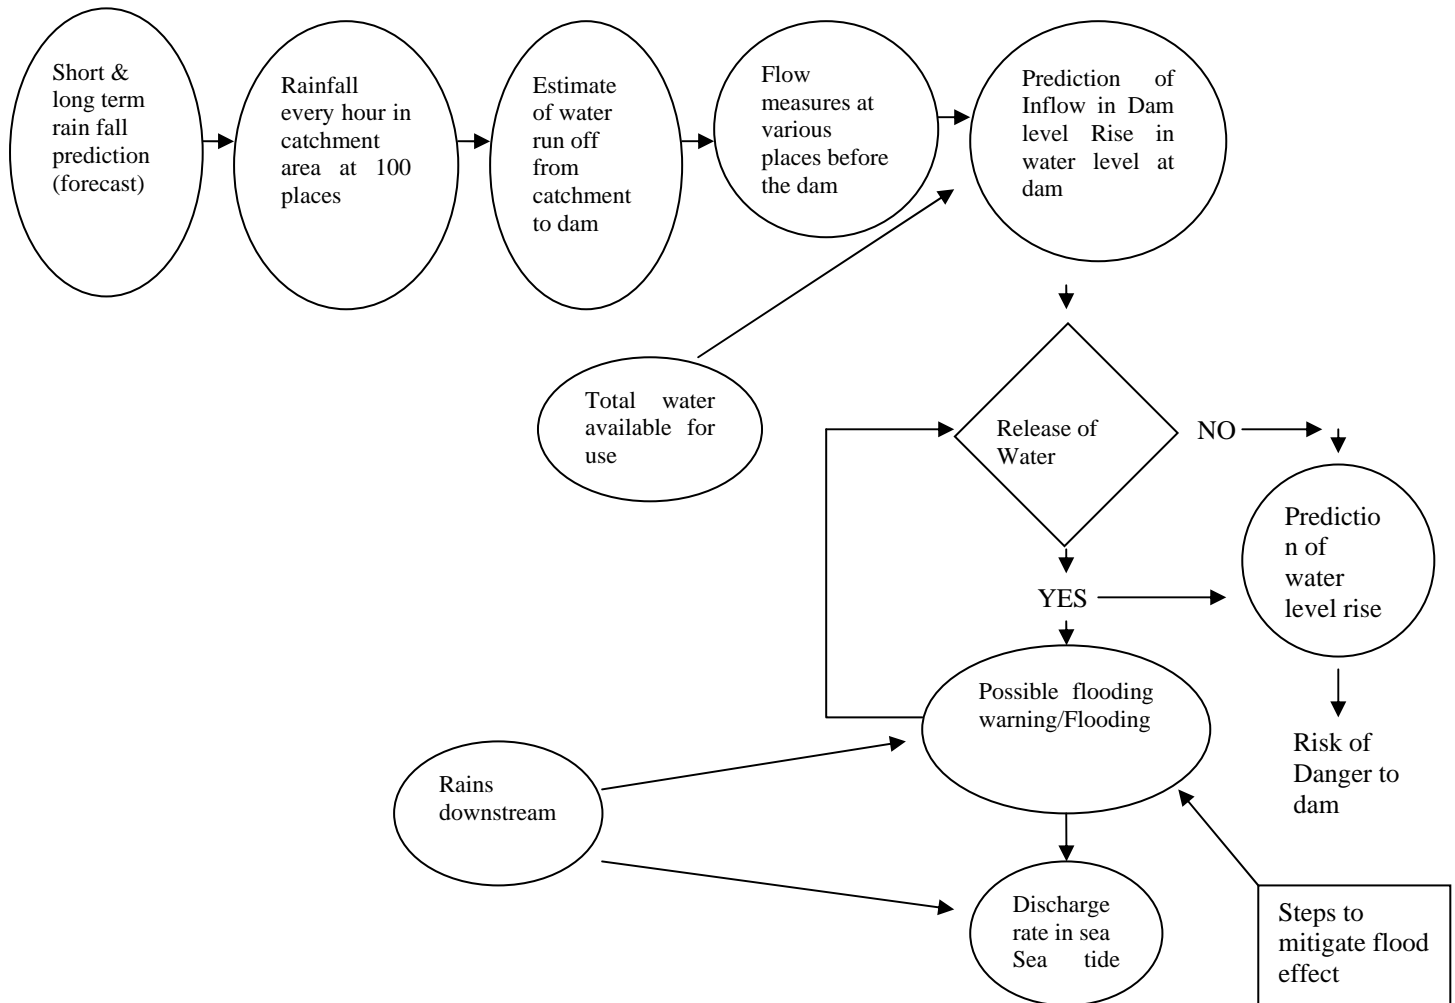 Short &
long term
rain fall
prediction
(forecast)
Rainfall
every hour in
catchment
area at 100
places
Estimate
of water
run off
from
catchment
to dam
Flow
measures at
various
places before
the dam
Prediction of
Inflow in Dam
level Rise in
water level at
dam
Total water
available for
use
Release of
Water
NO
Predictio
n of
water
level rise
YES
Possible flooding
warning/Flooding
Risk of
Danger to
dam
Rains
downstream
Discharge
rate in sea
Sea tide
Steps to
mitigate flood
effect